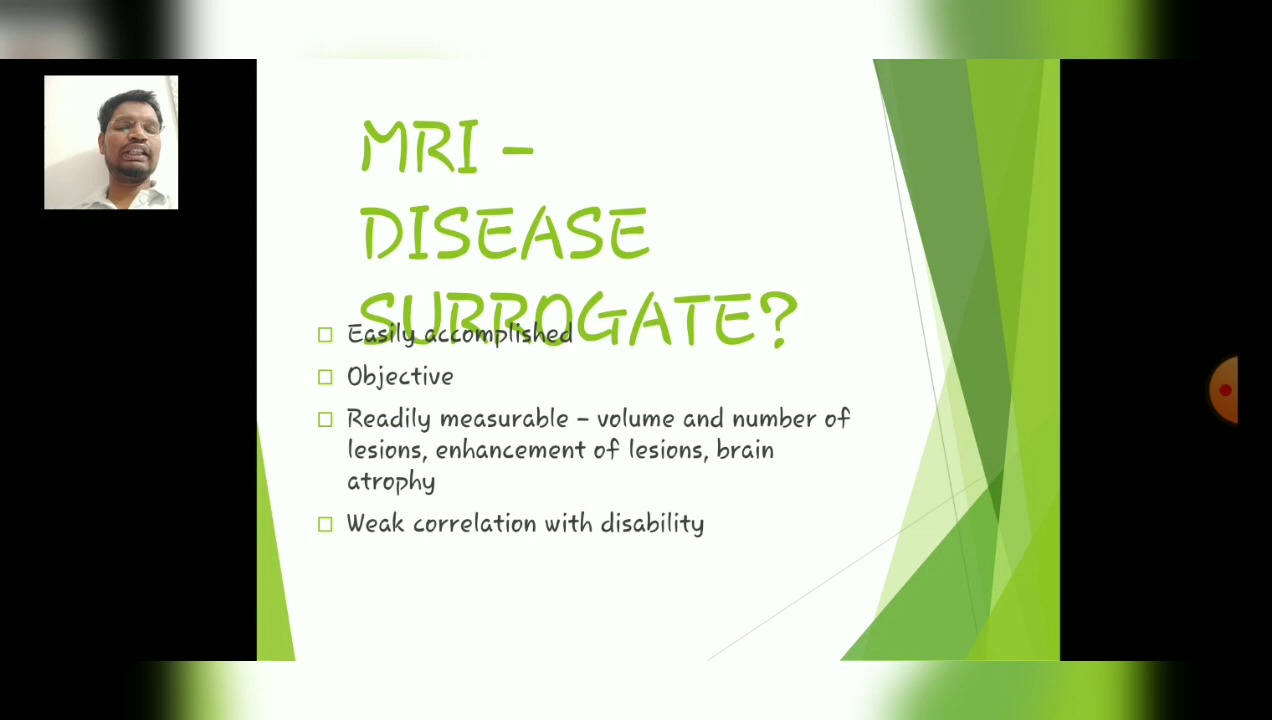 MRI -
DISEASE
SURROGATE?
Easily accomplished
Objective
Readily measurable - volume and number of
lesions, enhancement of lesions, brain
atrophy
Weak correlation with disability